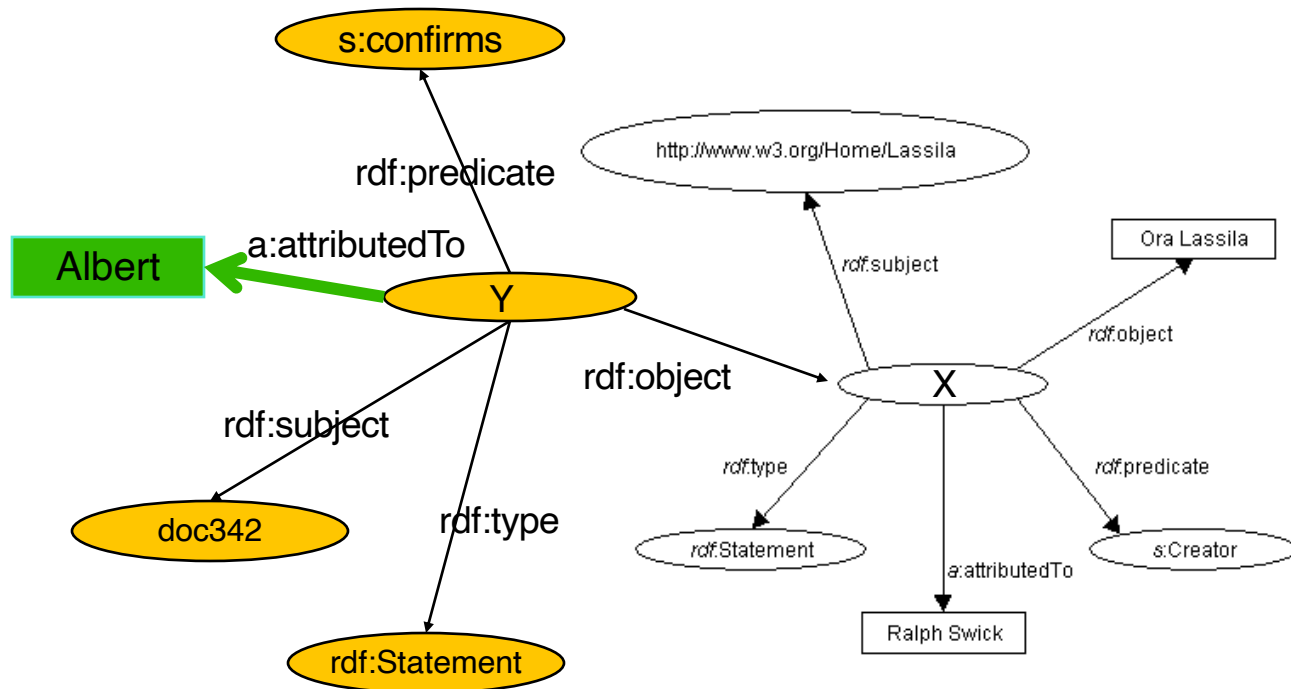 s:confirms
http://www.w3.org/Home/Lassila
rdf:predicate
Ora Lassila
a:attributedTo
Albert
rdf:subject
Y
rdf:object
rdf:object
X
rdf:subject
rdf:type
rdf:predicate
doc342
rdf:type
rdf:Statement
s:Creator
a:attributedTo
Ralph Swick
rdf:Statement